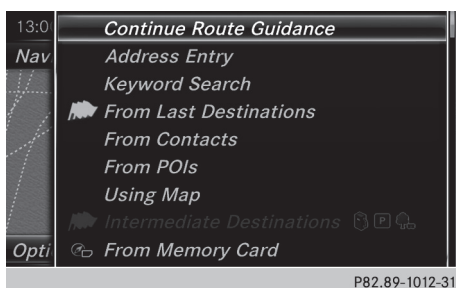 13:0
Continue Route Guidance
Nav
Address Entry
Keyword Search
From Last Destinations
From Contacts
From POIs
Using Map
Intermediate Destinations P
Opti
From Memory Card
P82.89-1012-31